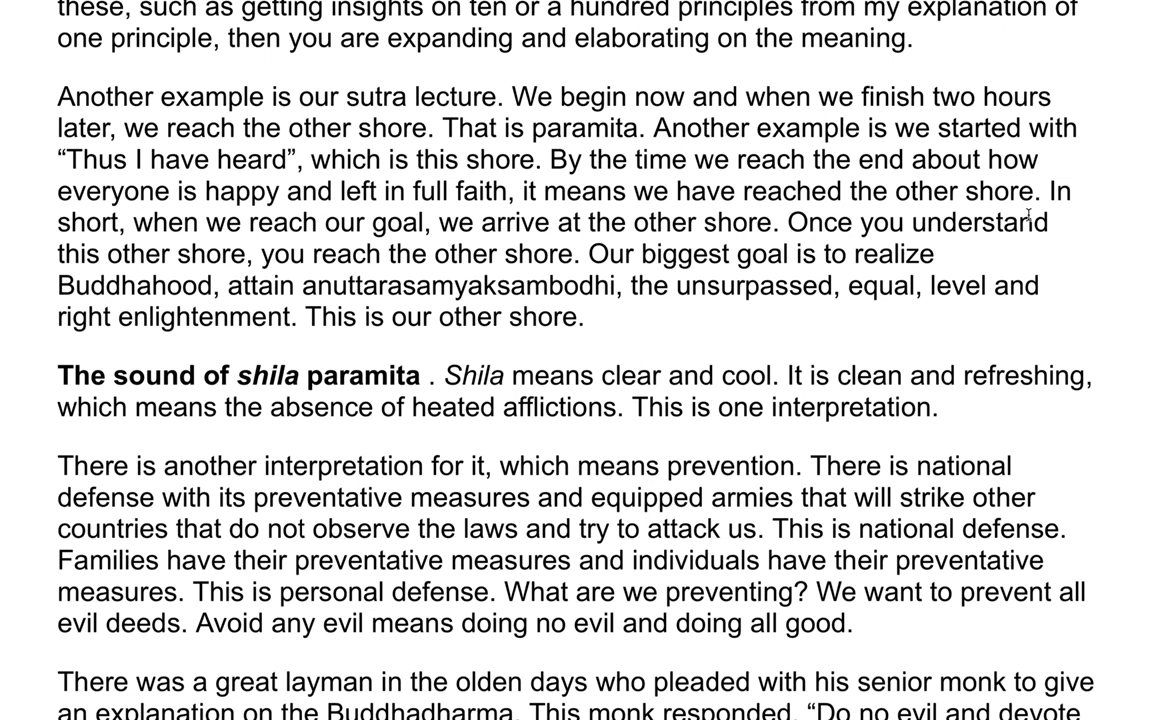 these, such as getting insights on ten or a hundred principles from my explanation of
one principle, then you are expanding and elaborating on the meaning.
Another example is our sutra lecture. We begin now and when we finish two hours
later, we reach the other shore. That is paramita. Another example is we started with
“Thus I have heard”, which is this shore. By the time we reach the end about how
everyone is happy and left in full faith, it means we have reached the other shore. In
short, when we reach our goal, we arrive at the other shore. Once you understand
this other shore, you reach the other shore. Our biggest goal is to realize
Buddhahood, attain anuttarasamyaksambodhi, the unsurpassed, equal, level and
right enlightenment. This is our other shore.
The sound of shila paramita . Shila means clear and cool. It is clean and refreshing,
which means the absence of heated afflictions. This is one interpretation.
There is another interpretation for it, which means prevention. There is national
defense with its preventative measures and equipped armies that will strike other
countries that do not observe the laws and try to attack us. This is national defense.
Families have their preventative measures and individuals have their preventative
measures. This is personal defense. What are we preventing? We want to prevent all
evil deeds. Avoid any evil means doing no evil and doing all good.
There was a great layman in the olden days who pleaded with his senior monk to give
an explanation on the Buddhadharma. This monk responded, “Do no evil and devote